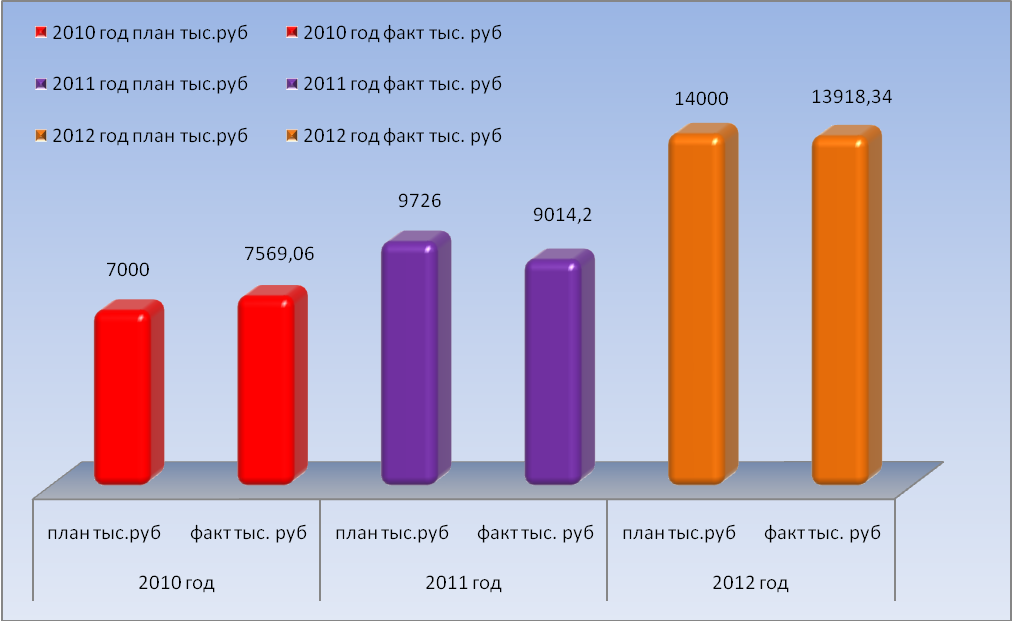 2010 год план тыс.руб 2010 год факт тыс. руб
2011 год план тыс.руб 2011 год факт тыс. руб
2012 год план тыс.руб 2012 год факт тыс. руб
7000
7569,06
9726
9014,2
14000
13918,34
план тыс.руб факт тыс. руб план тыс.руб факт тыс. руб план тыс.руб факт тыс. руб
2010 год 2011 год 2012 год